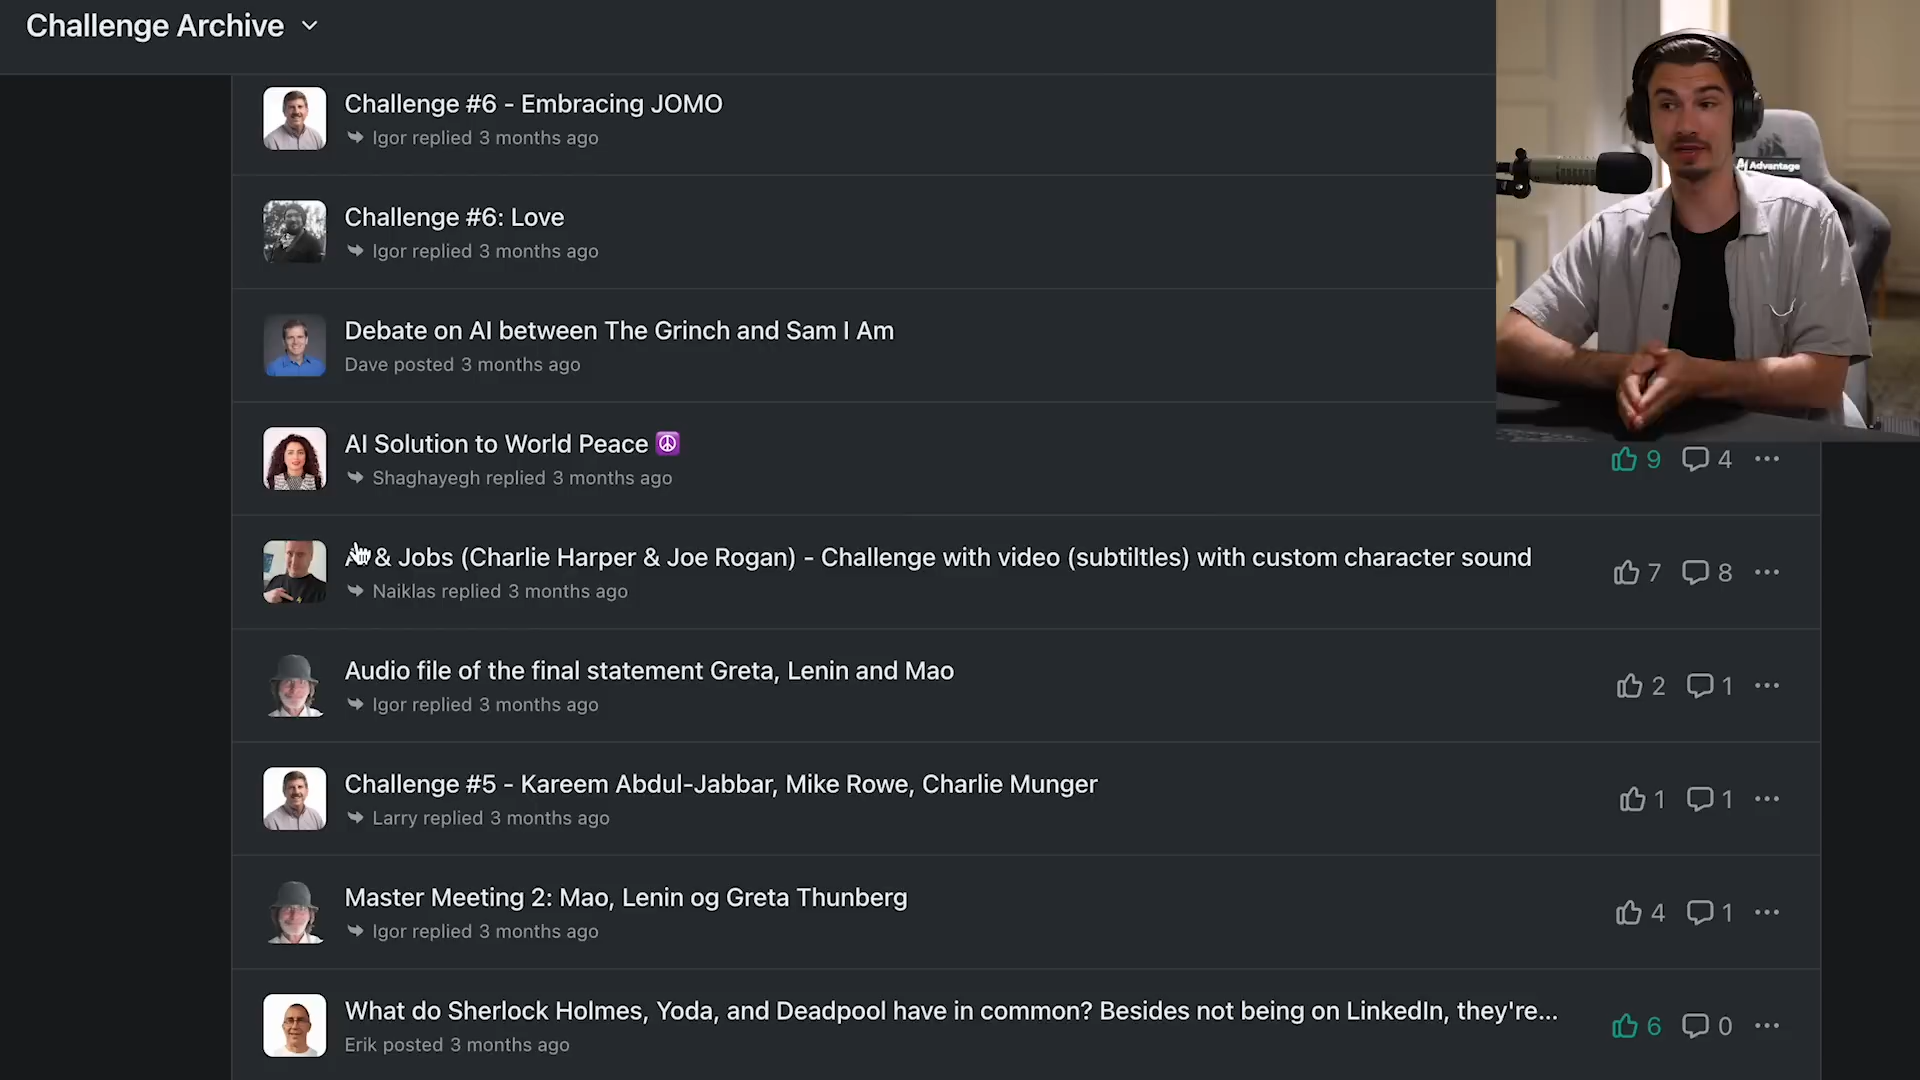 Challenge Archive
Challenge #6 - Embracing JOMO
Igor replied 3 months ago
Challenge #6: Love
Igor replied 3 months ago
Debate on AI between The Grinch and Sam I Am
Dave posted 3 months ago
AI Solution to World Peace ☮️
Shaghayegh replied 3 months ago
9 4
& Jobs (Charlie Harper & Joe Rogan) - Challenge with video (subtiltles) with custom character sound
Naiklas replied 3 months ago
7 8
Audio file of the final statement Greta, Lenin and Mao
Igor replied 3 months ago
2 1
Challenge #5 - Kareem Abdul-Jabbar, Mike Rowe, Charlie Munger
Larry replied 3 months ago
1 1
Master Meeting 2: Mao, Lenin og Greta Thunberg
Igor replied 3 months ago
4 1
What do Sherlock Holmes, Yoda, and Deadpool have in common? Besides not being on LinkedIn, they're...
Erik posted 3 months ago
6 0
AI Advantage